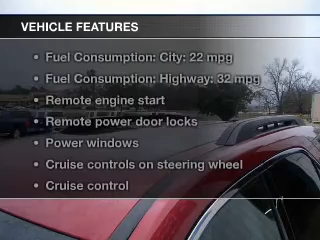 VEHICLE FEATURES
• Fuel Consumption: City: 22 mpg
• Fuel Consumption: Highway: 32 mpg
• Remote engine start
• Remote power door locks
• Power windows
• Cruise controls on steering wheel
• Cruise control